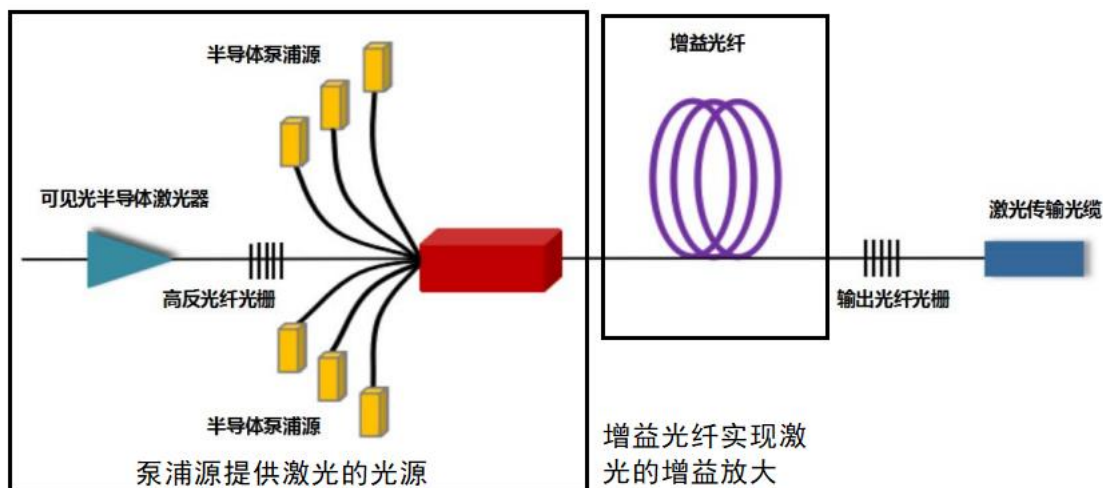 半导体泵浦源
增益光纤
可见光半导体激光器
激光传输光缆
高反光纤光栅
输出光纤光栅
半导体泵浦源
泵浦源提供激光的光源
增益光纤实现激
光的增益放大